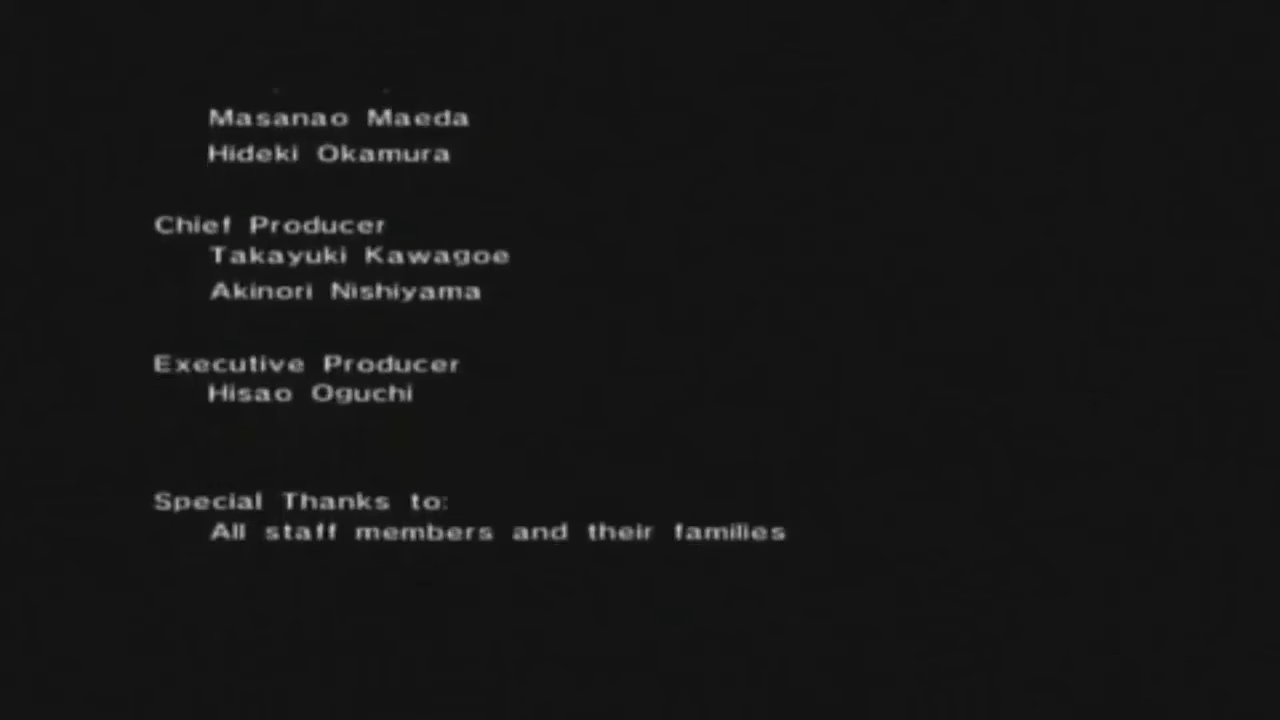 Masanao Maeda
Hideki Okamura
Chief Producer
Takayuki Kawagoe
Akinori Nishiyama
Executive Producer
Hisao Oguchi
Special Thanks to:
All staff members and their families